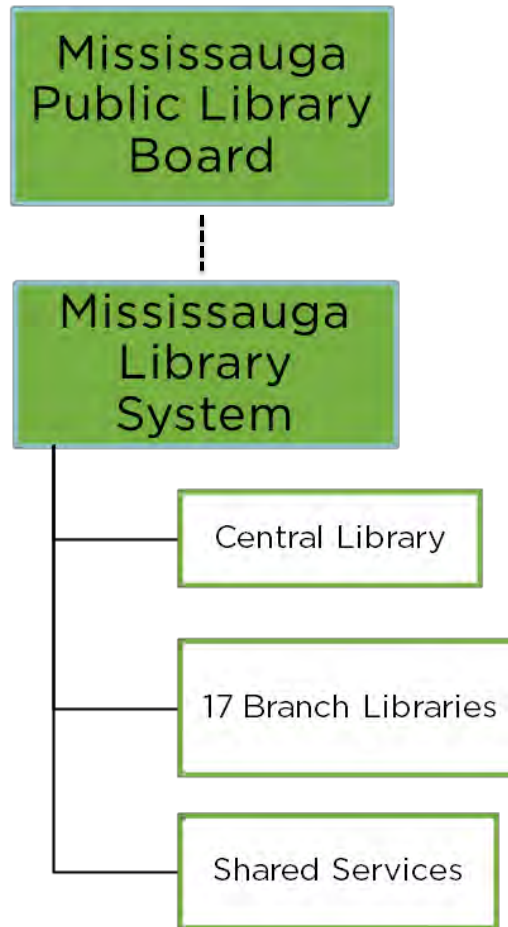 Mississauga
Public Library
Board
Mississauga
Library
System
Central Library
17 Branch Libraries
Shared Services